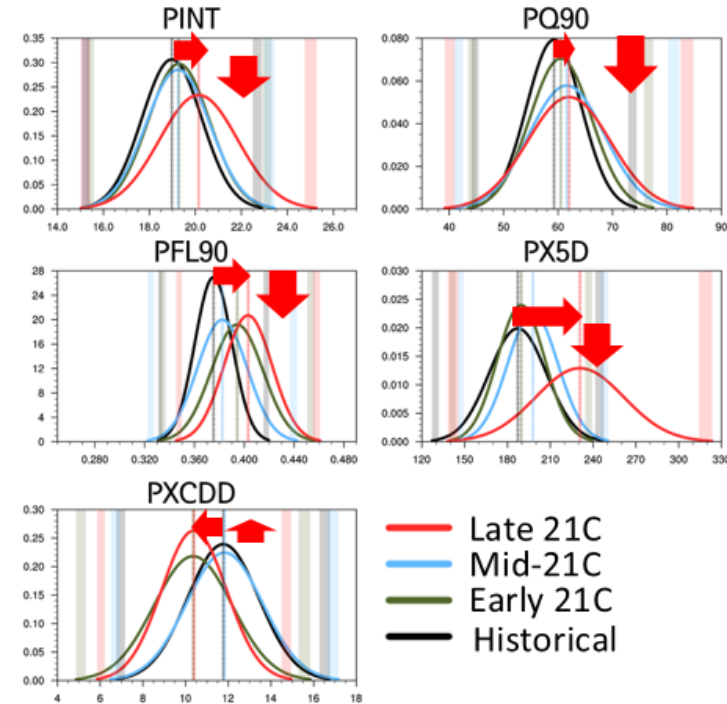 PINT
0.35
0.30
0.25
0.20
0.15
0.10
0.05
0.00
14.0 16.0 18.0 20.0 22.0 24.0 26.0
PQ90
0.080
0.060
0.040
0.020
0.000
40 50 60 70 80 90
PFL90
28
24
20
16
12
8
4
0
0.280 0.320 0.360 0.400 0.440 0.480
PX5D
0.030
0.025
0.020
0.015
0.010
0.005
0.000
120 150 180 210 240 270 300 330
PXCDD
0.30
0.25
0.20
0.15
0.10
0.05
0.00
4 6 8 10 12 14 16 18
Late 21C
Mid-21C
Early 21C
Historical